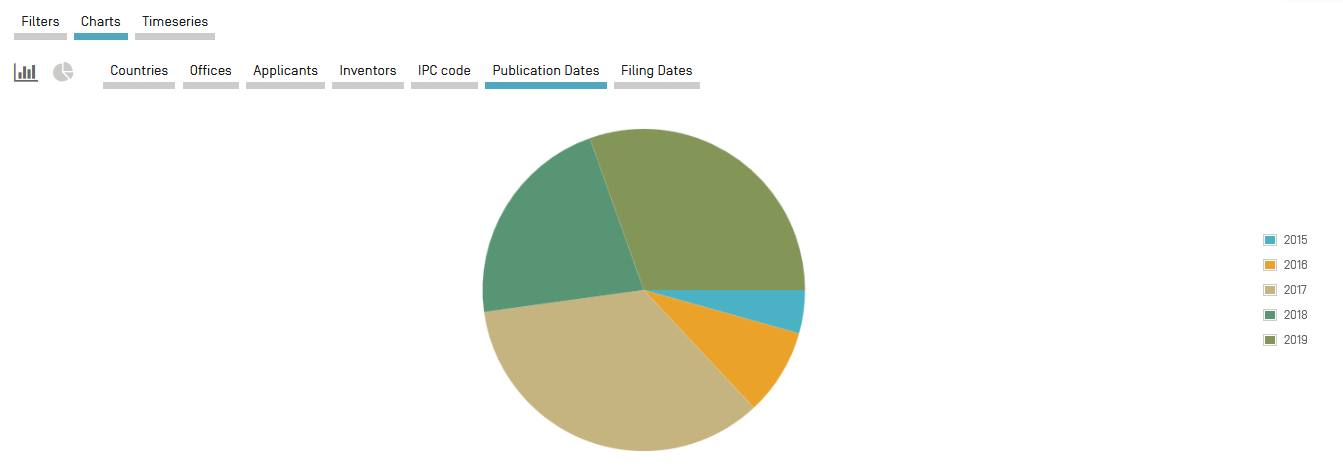 Filters Charts Timeseries
Countries Offices Applicants Inventors IPC code Publication Dates Filing Dates
2015
2016
2017
2018
2019